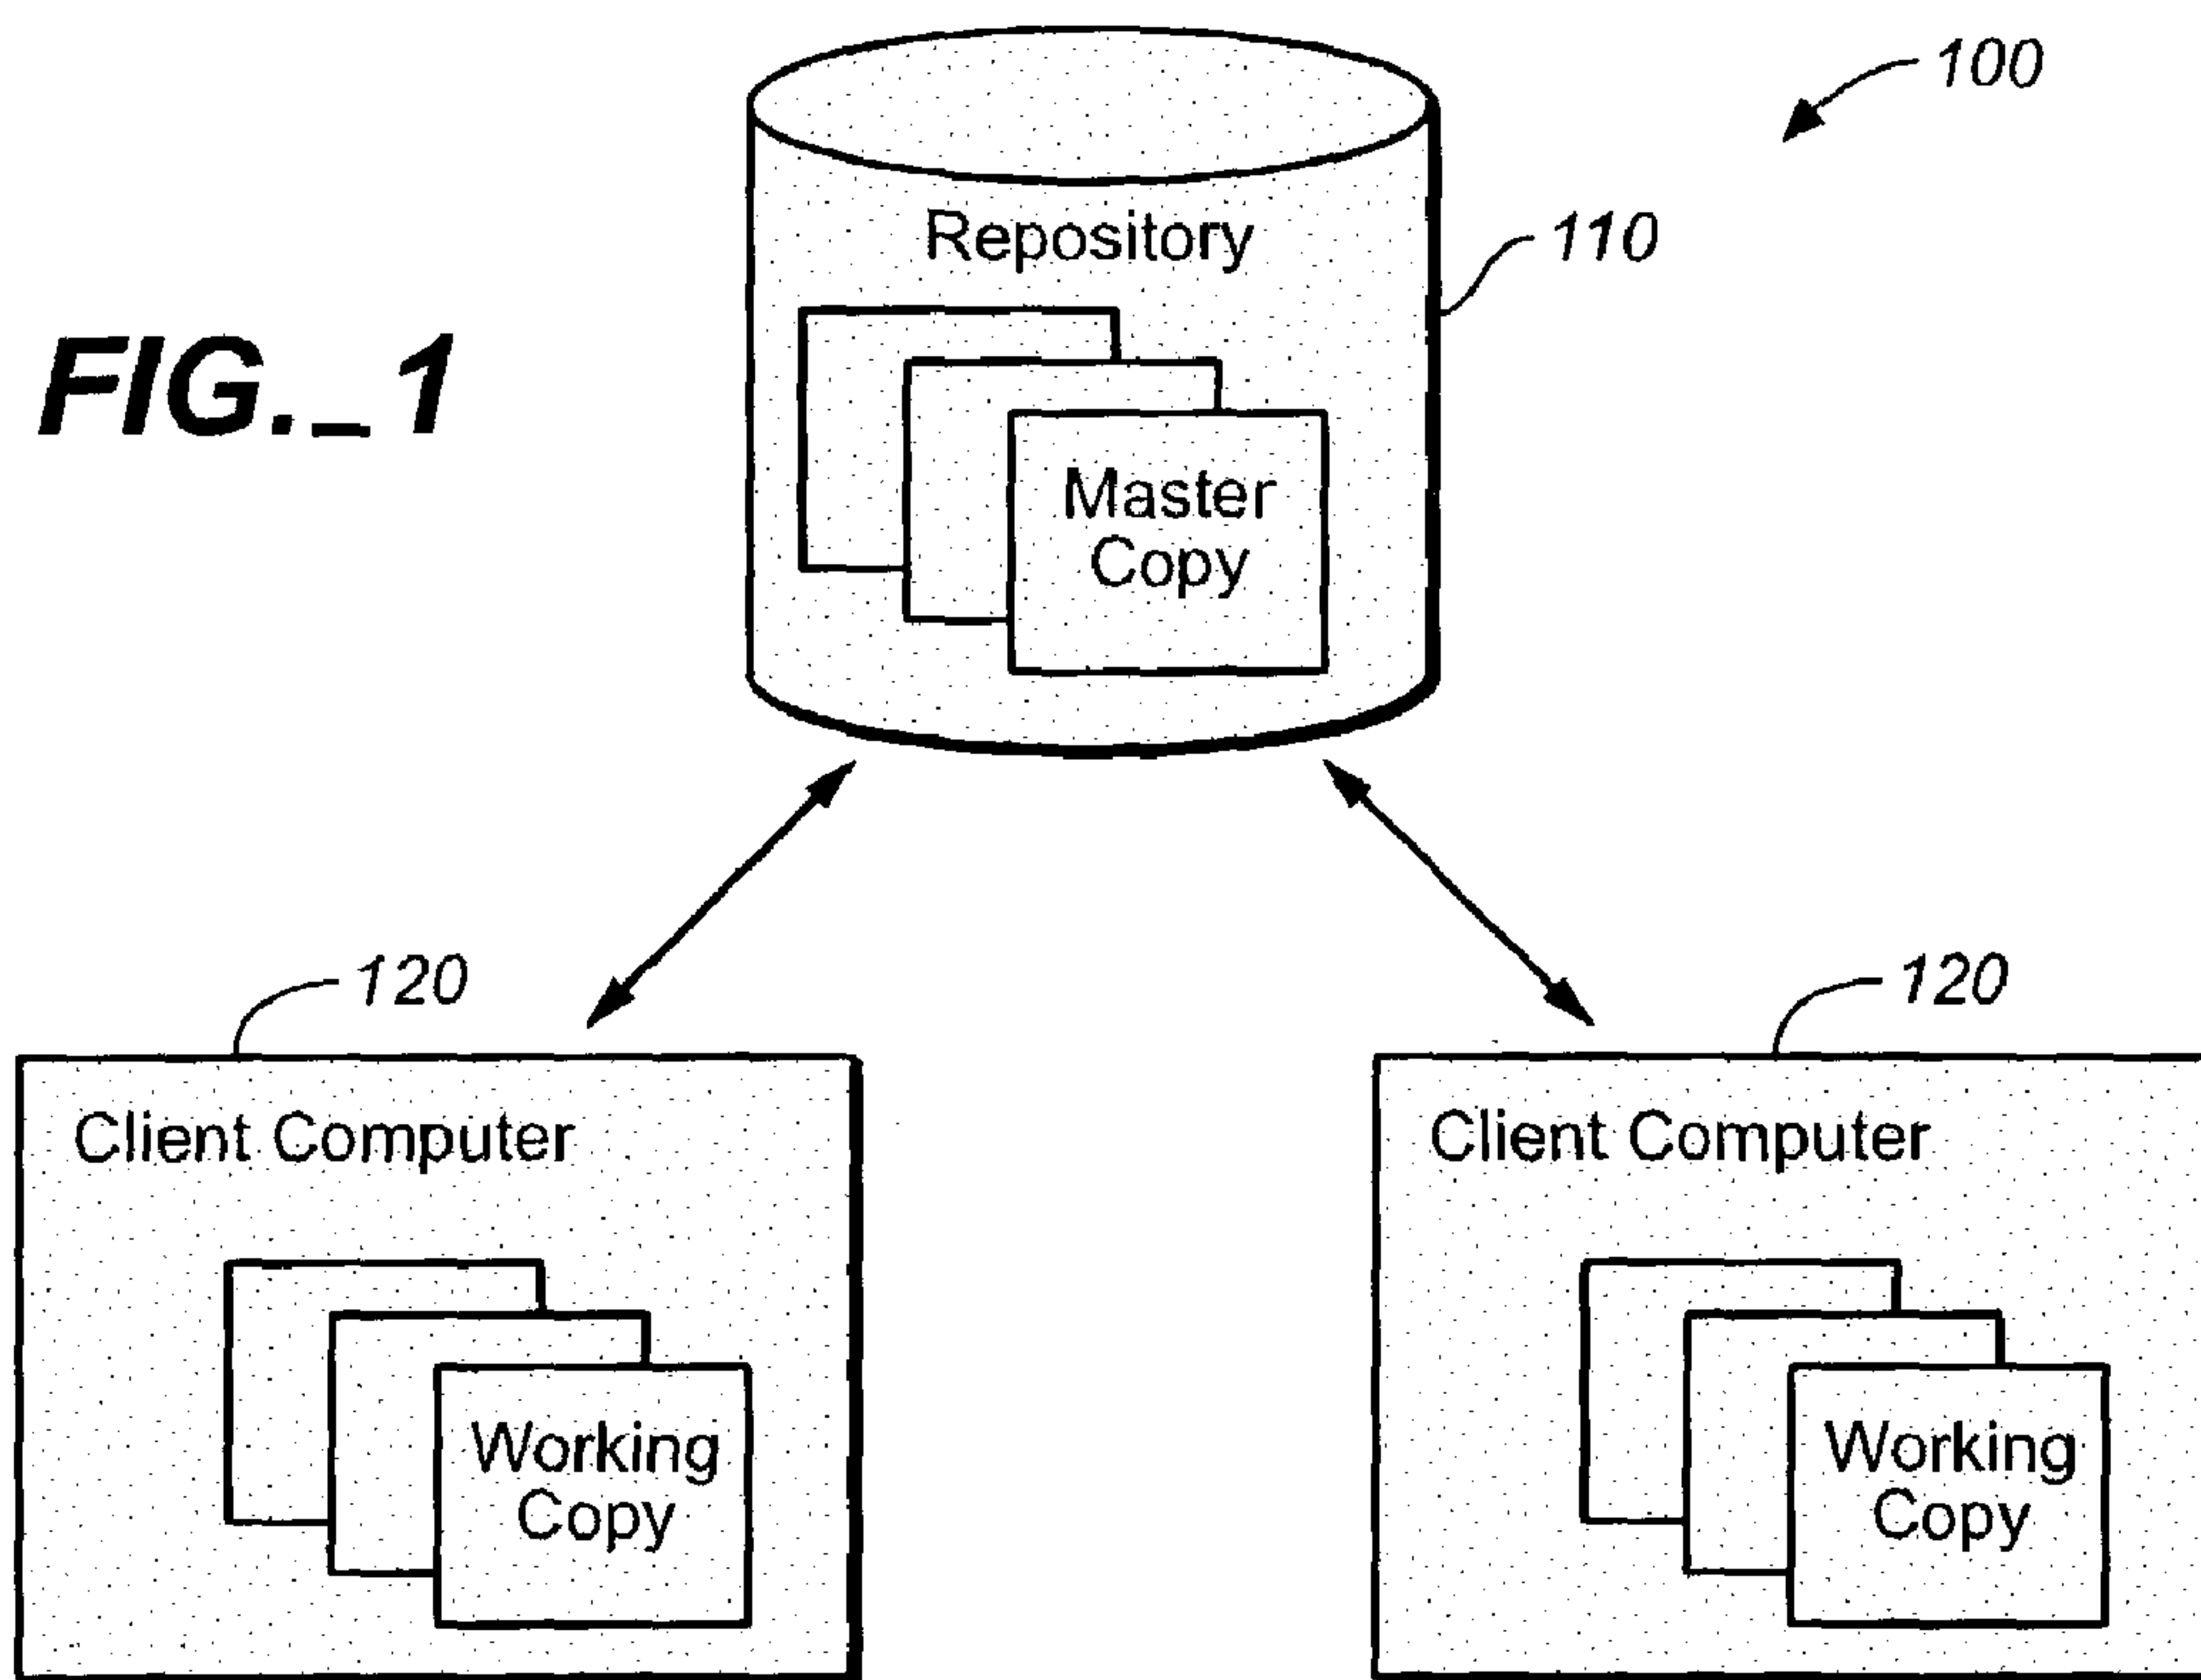 100
Repository
110
FIG._1
Master
Copy
120
120
Client Computer
Client Computer
Working
Copy
Working
Copy